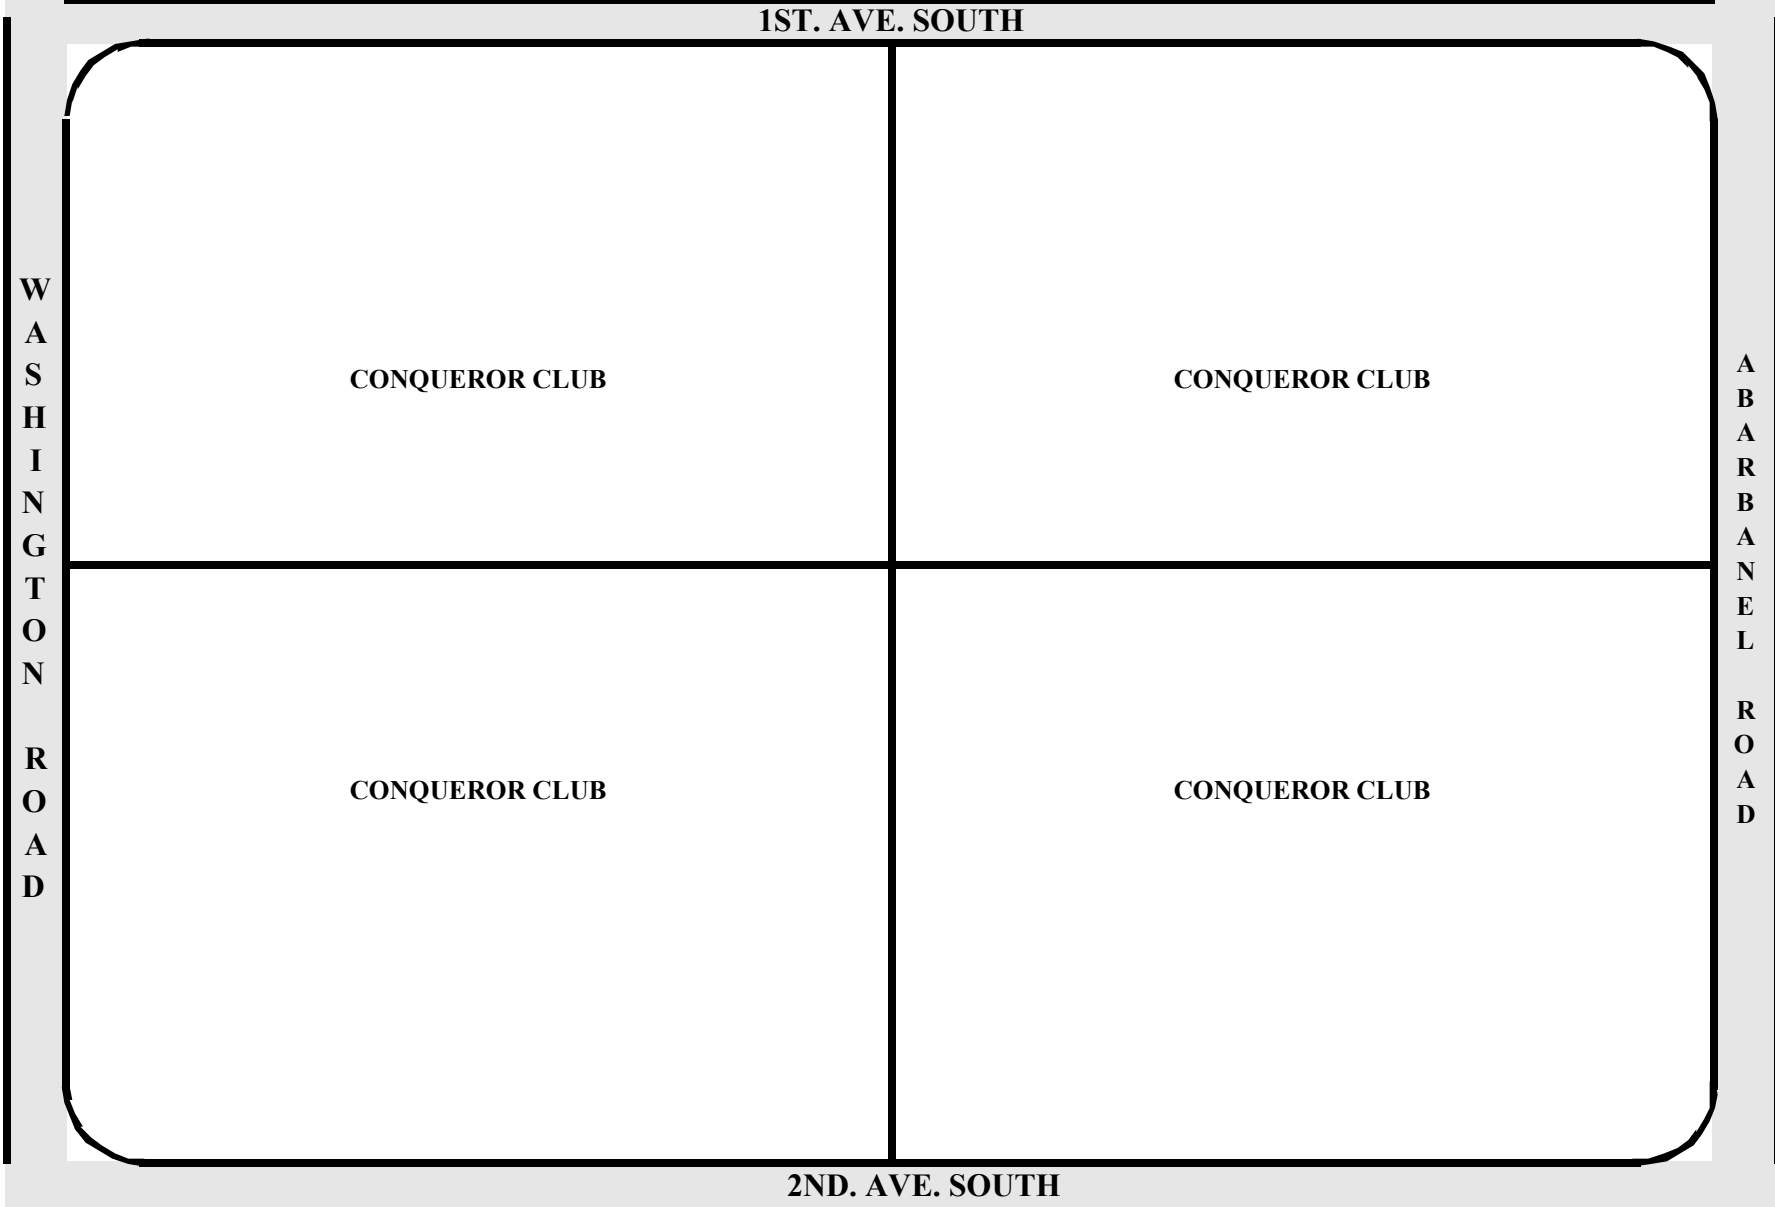 1ST. AVE. SOUTH
WASHINGTON ROAD
CONQUEROR CLUB
CONQUEROR CLUB
ABARBANEL ROAD
CONQUEROR CLUB
CONQUEROR CLUB
2ND. AVE. SOUTH